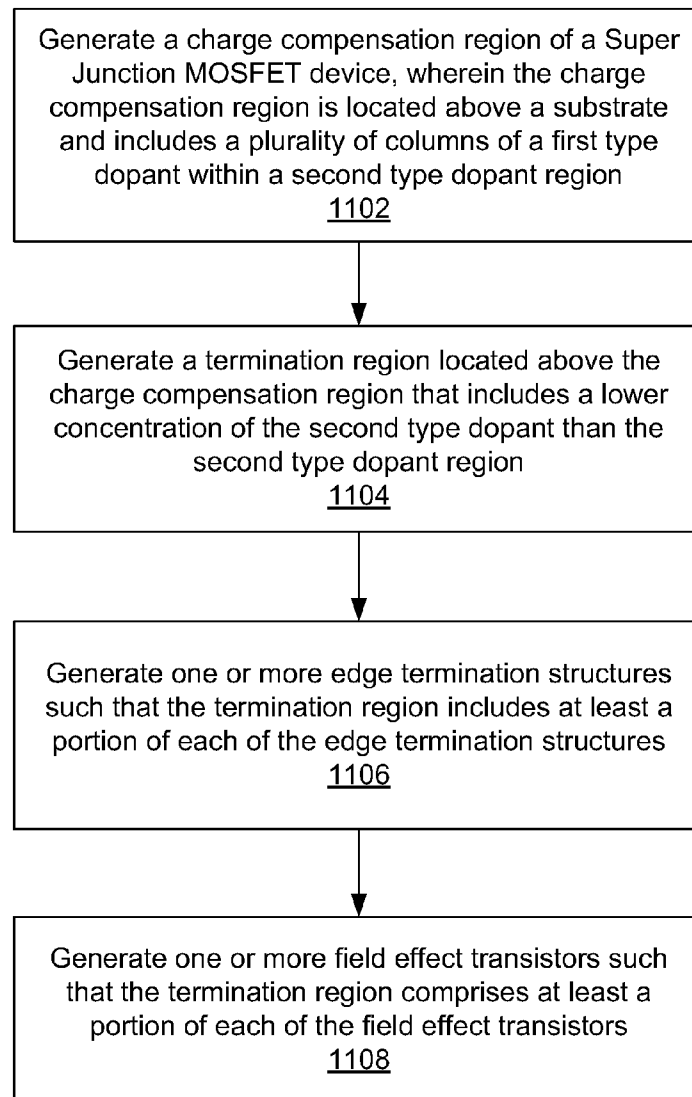 Generate a charge compensation region of a Super
Junction MOSFET device, wherein the charge
compensation region is located above a substrate
and includes a plurality of columns of a first type
dopant within a second type dopant region
1102
Generate a termination region located above the
charge compensation region that includes a lower
concentration of the second type dopant than the
second type dopant region
1104
Generate one or more edge termination structures
such that the termination region includes at least a
portion of each of the edge termination structures
1106
Generate one or more field effect transistors such
that the termination region comprises at least a
portion of each of the field effect transistors
1108